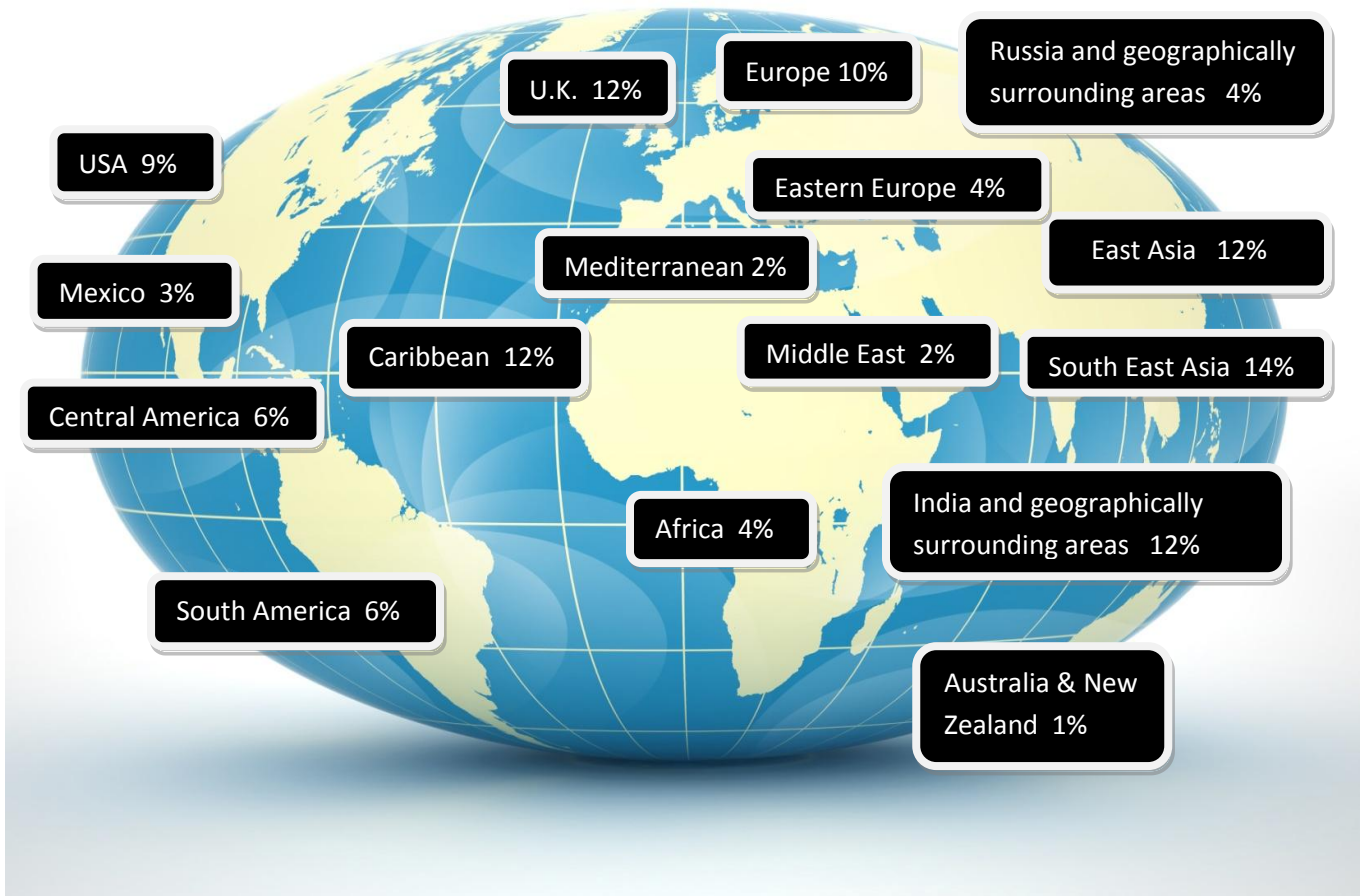 Russia and geographically
surrounding areas 4%
Europe 10%
U.K. 12%
USA 9%
Eastern Europe 4%
East Asia 12%
Mediterranean 2%
Mexico 3%
Caribbean 12%
Middle East 2%
South East Asia 14%
Central America 6%
India and geographically
surrounding areas 12%
Africa 4%
South America 6%
Australia & New
Zealand 1%